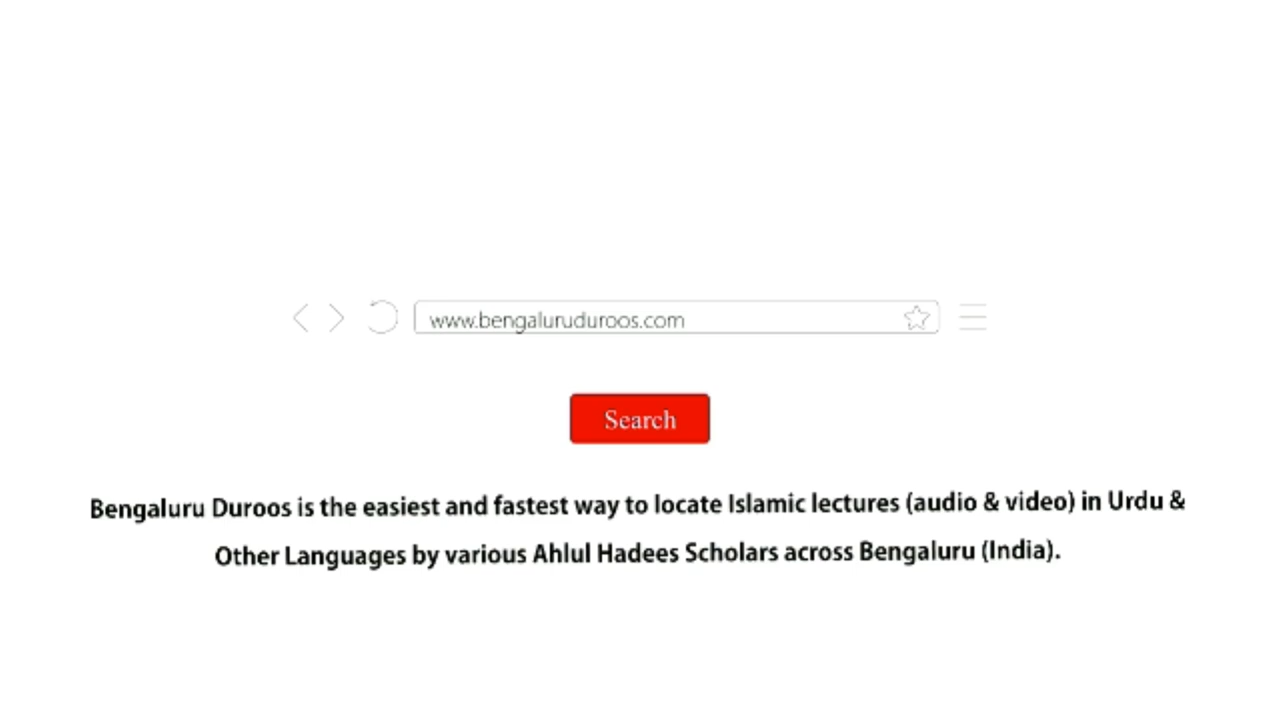 www.bengaluruduroos.com
Search
Bengaluru Duroos is the easiest and fastest way to locate Islamic lectures (audio & video) in Urdu &
Other Languages by various Ahlul Hadees Scholars across Bengaluru (India).